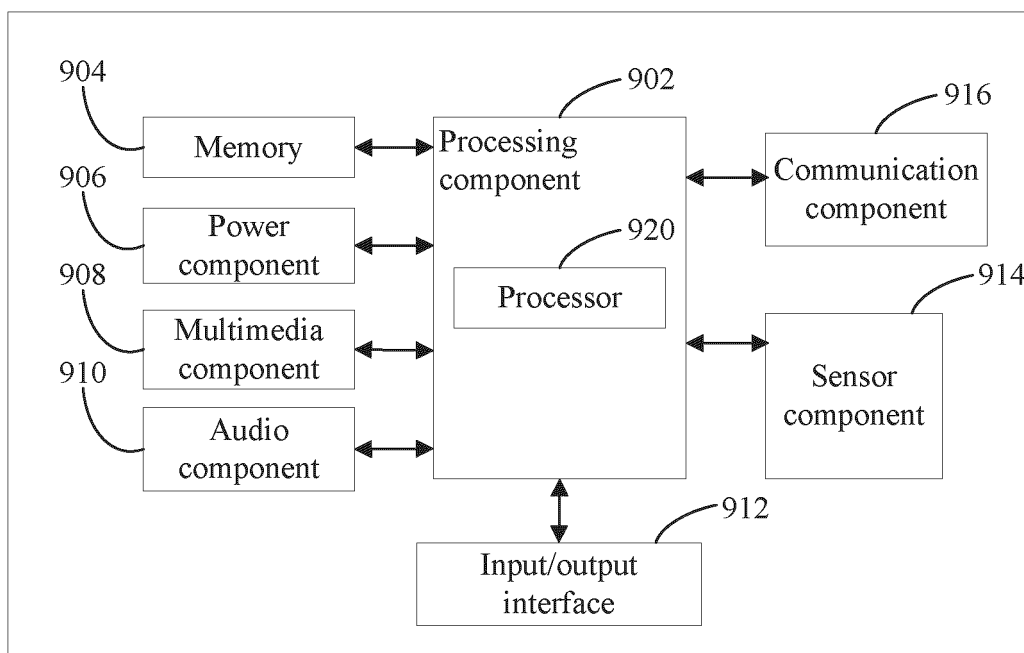 904
Memory
906
Power
component
908
Multimedia
component
910
Audio
component
902
Processing
component
920
Processor
916
Communication
component
914
Sensor
component
912
Input/output
interface